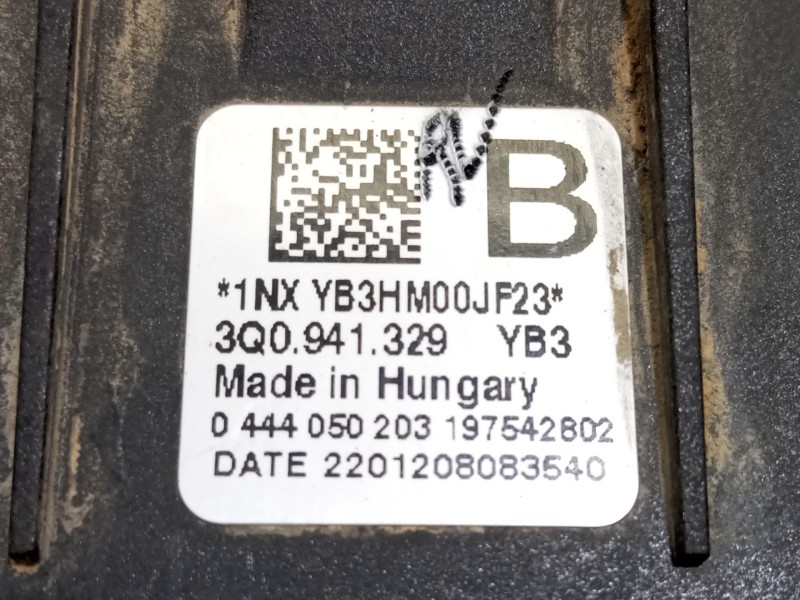 B
*1NX YB3HM00JF23*
3Q0.941.329 YB3
Made in Hungary
0 444 050 203 197542802
DATE 2201208083540